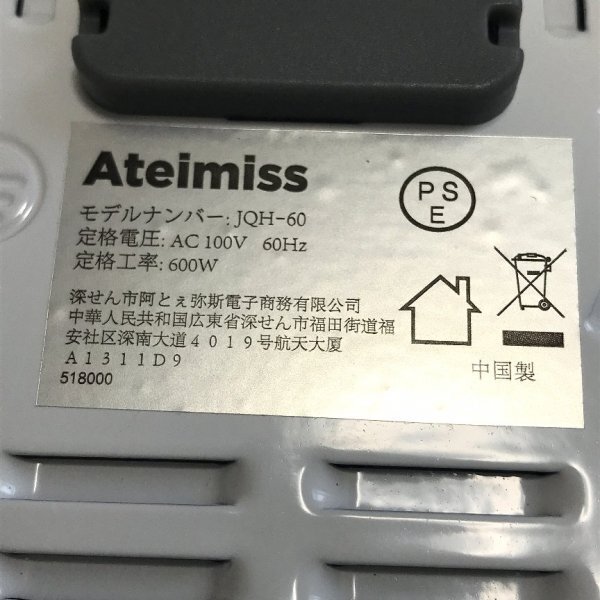 Ateimiss
モデルナンバー: JQH-60
定格電圧: AC 100V 60Hz
定格工率: 600W
深せん市阿とぇ弥斯電子商務有限公司
中華人民共和国広東省深せん市福田街道福
安社区深南大道４０１９号航天大厦
Ａ１３１１Ｄ９
518000
PSE
中国製